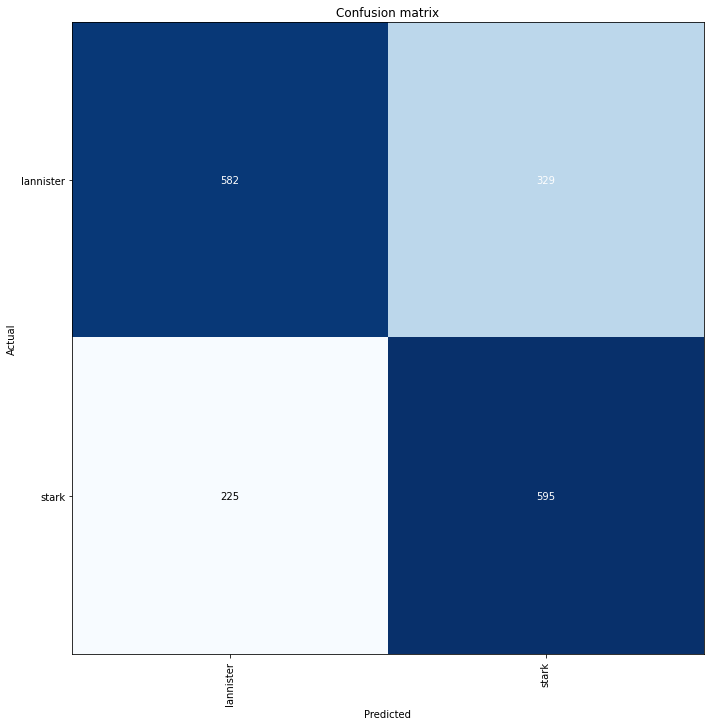 Confusion matrix
lannister
582
329
Actual
stark
225
595
lannister
stark
Predicted